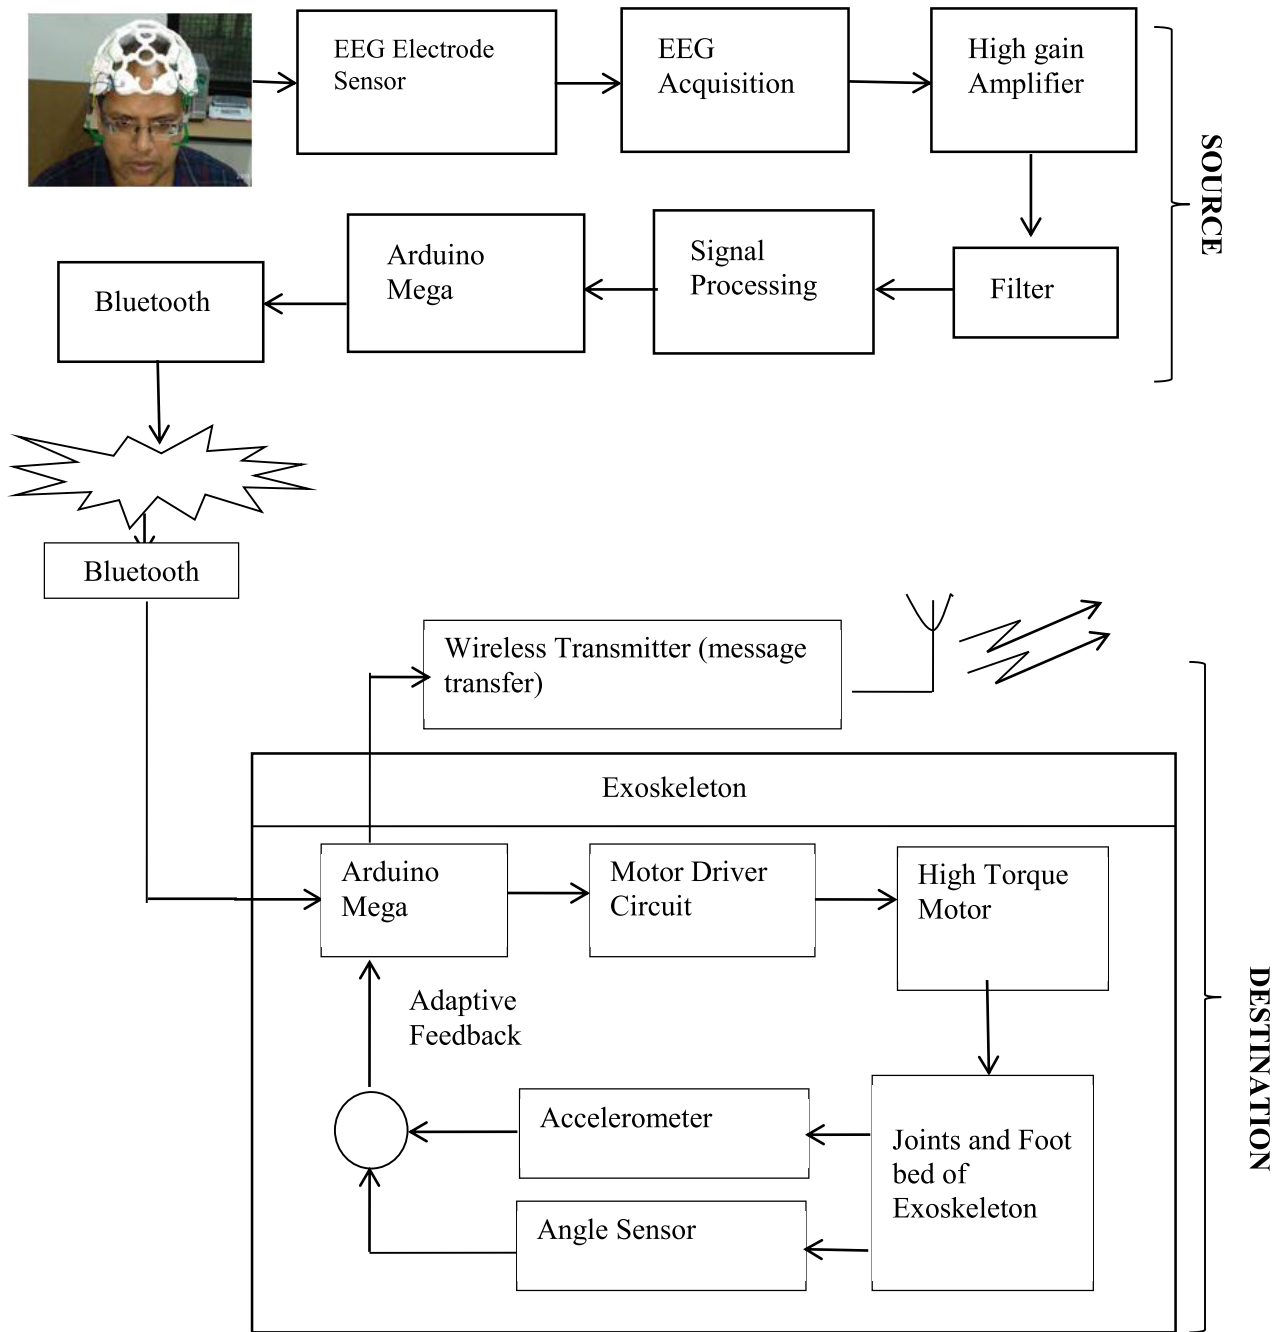 EEG Electrode
Sensor
EEG
Acquisition
High gain
Amplifier
SOURCE
Bluetooth
Arduino
Mega
Signal
Processing
Filter
Bluetooth
Wireless Transmitter (message
transfer)
Exoskeleton
Arduino
Mega
Motor Driver
Circuit
High Torque
Motor
Adaptive
Feedback
Accelerometer
Joints and Foot
bed of
Exoskeleton
Angle Sensor
DESTINATION